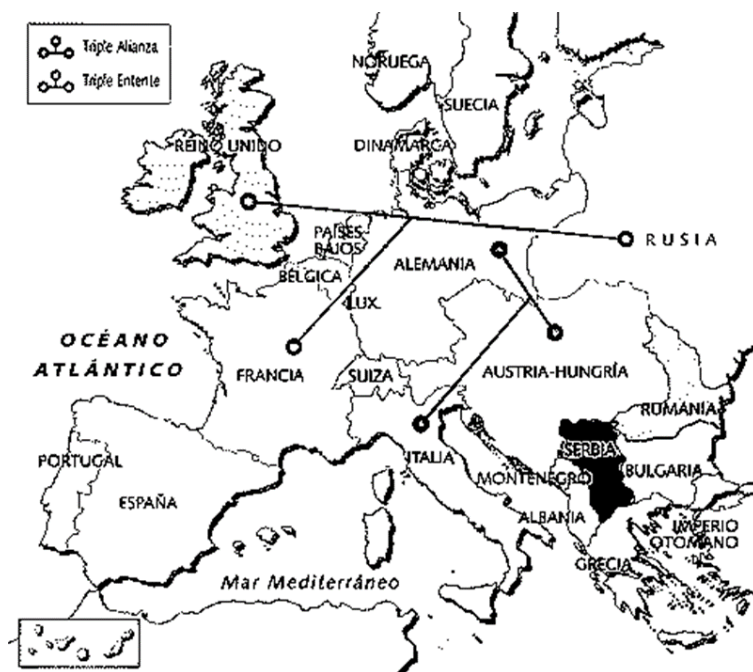 Triple Alianza
Triple Entente
NORUEGA
SUECIA
REINO UNIDO
DINAMARCA
PAÍSES
BAJOS
RUSIA
ALEMANIA
BELGICA
LUX.
OCÉANO
ATLÁNTICO
FRANCIA
SUIZA
AUSTRIA-HUNGRÍA
RUMANIA
PORTUGAL
ITALIA
SERBIA
MONTENEGRO
BULGARIA
ESPAÑA
ALBANIA
IMPERIO
OTOMANO
GRECIA
Mar Mediterráneo